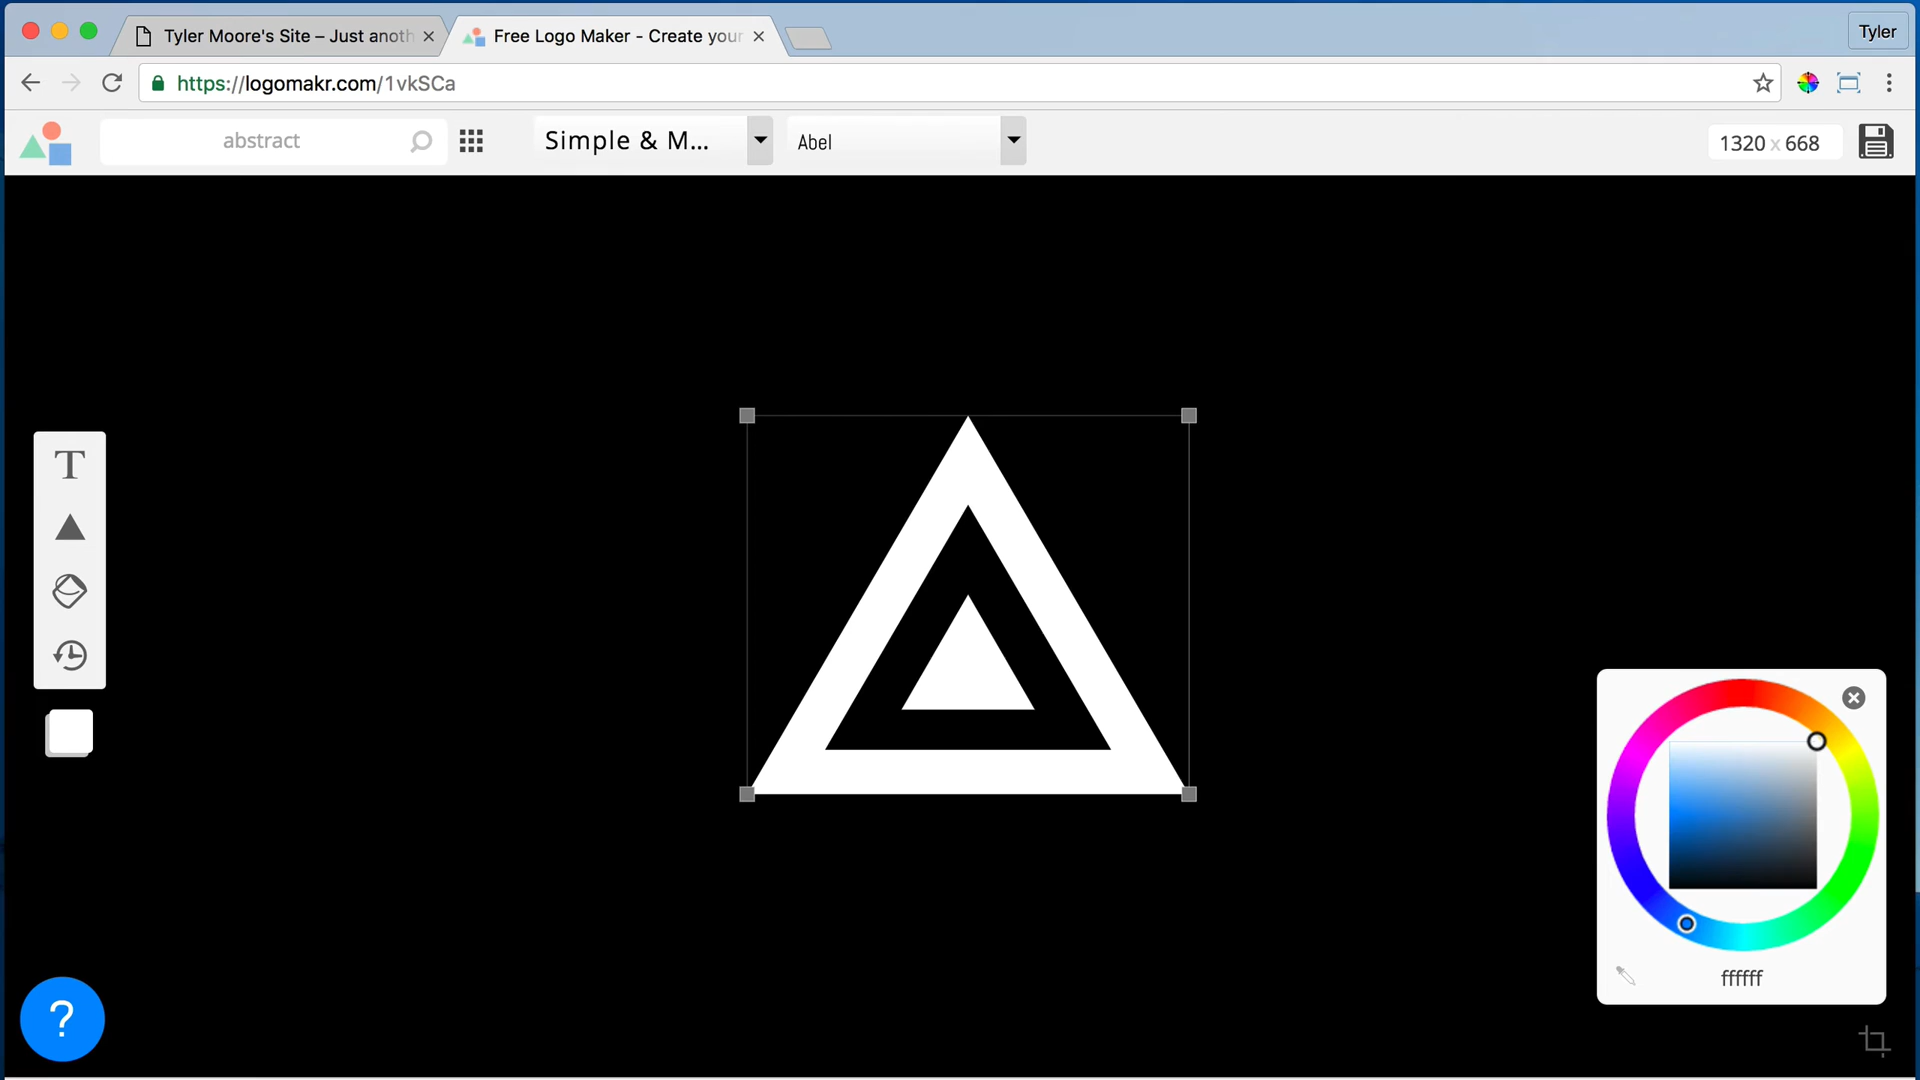 Tyler Moore's Site – Just anoth
Free Logo Maker - Create your
Tyler
https://logomakr.com/1vkSCa
abstract
Simple & M...
Abel
1320 x 668
T
ffffff
?